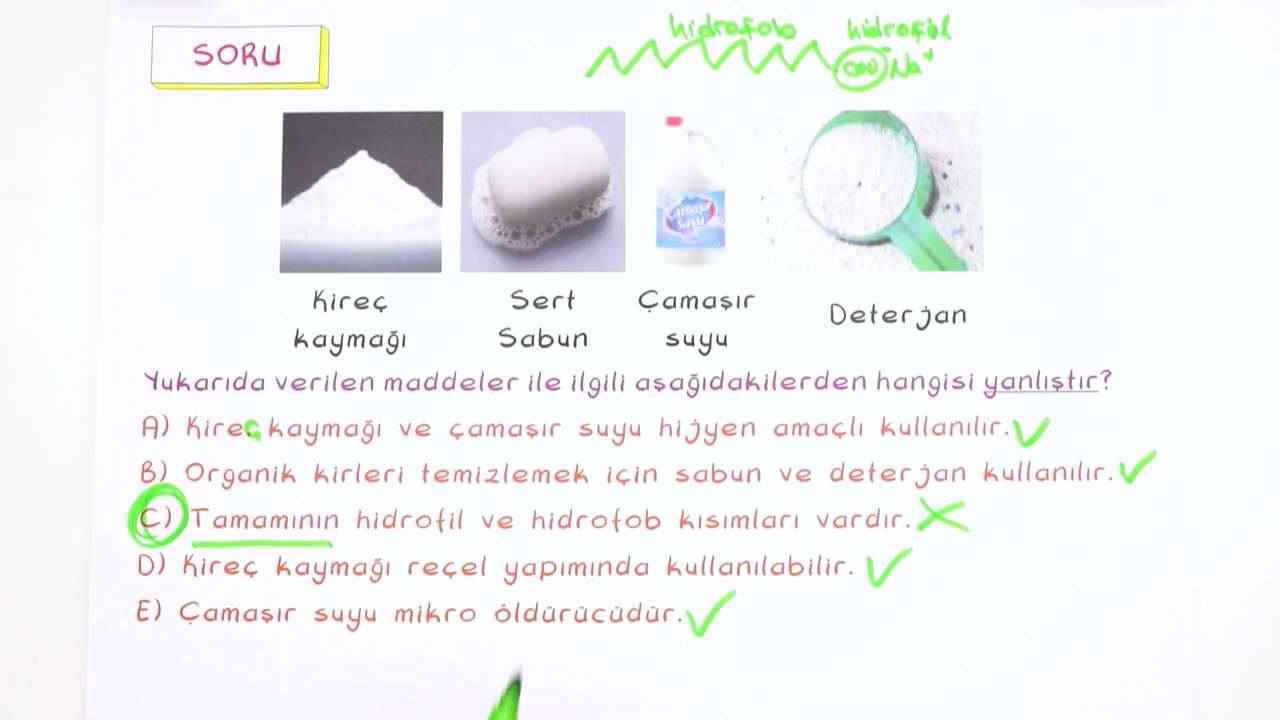 hidrofob hidrofil
COO⁻ Na⁺
SORU
Çamaşır
Suyu
Kireç
kaymağı
Sert
Sabun
Çamaşır
suyu
Deterjan
Yukarıda verilen maddeler ile ilgili aşağıdakilerden hangisi yanlıştır?
A) Kireç kaymağı ve çamaşır suyu hijyen amaçlı kullanılır.
B) Organik kirleri temizlemek için sabun ve deterjan kullanılır.
C) Tamamının hidrofil ve hidrofob kısımları vardır.
D) Kireç kaymağı reçel yapımında kullanılabilir.
E) Çamaşır suyu mikro öldürücüdür.